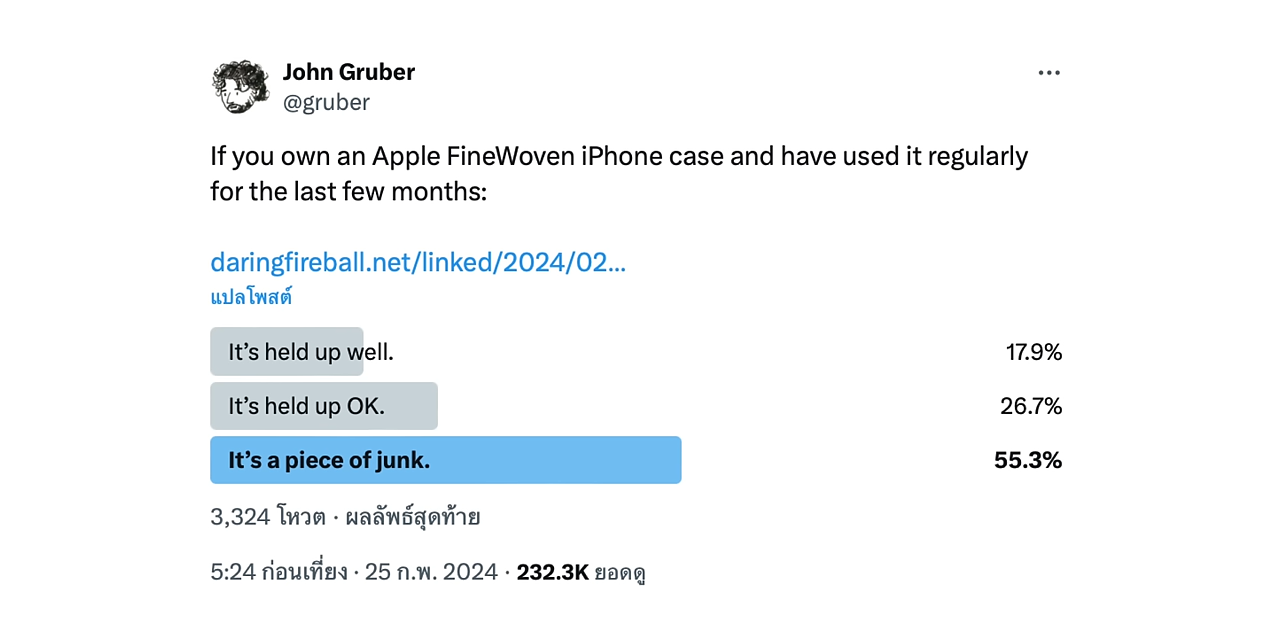 John Gruber
@gruber
If you own an Apple FineWoven iPhone case and have used it regularly
for the last few months:
daringfireball.net/linked/2024/02...
แปลโพสต์
It’s held up well. 17.9%
It’s held up OK. 26.7%
It’s a piece of junk. 55.3%
3,324 โหวต · ผลลัพธ์สุดท้าย
5:24 ก่อนเที่ยง · 25 ก.พ. 2024 · 232.3K ยอดดู